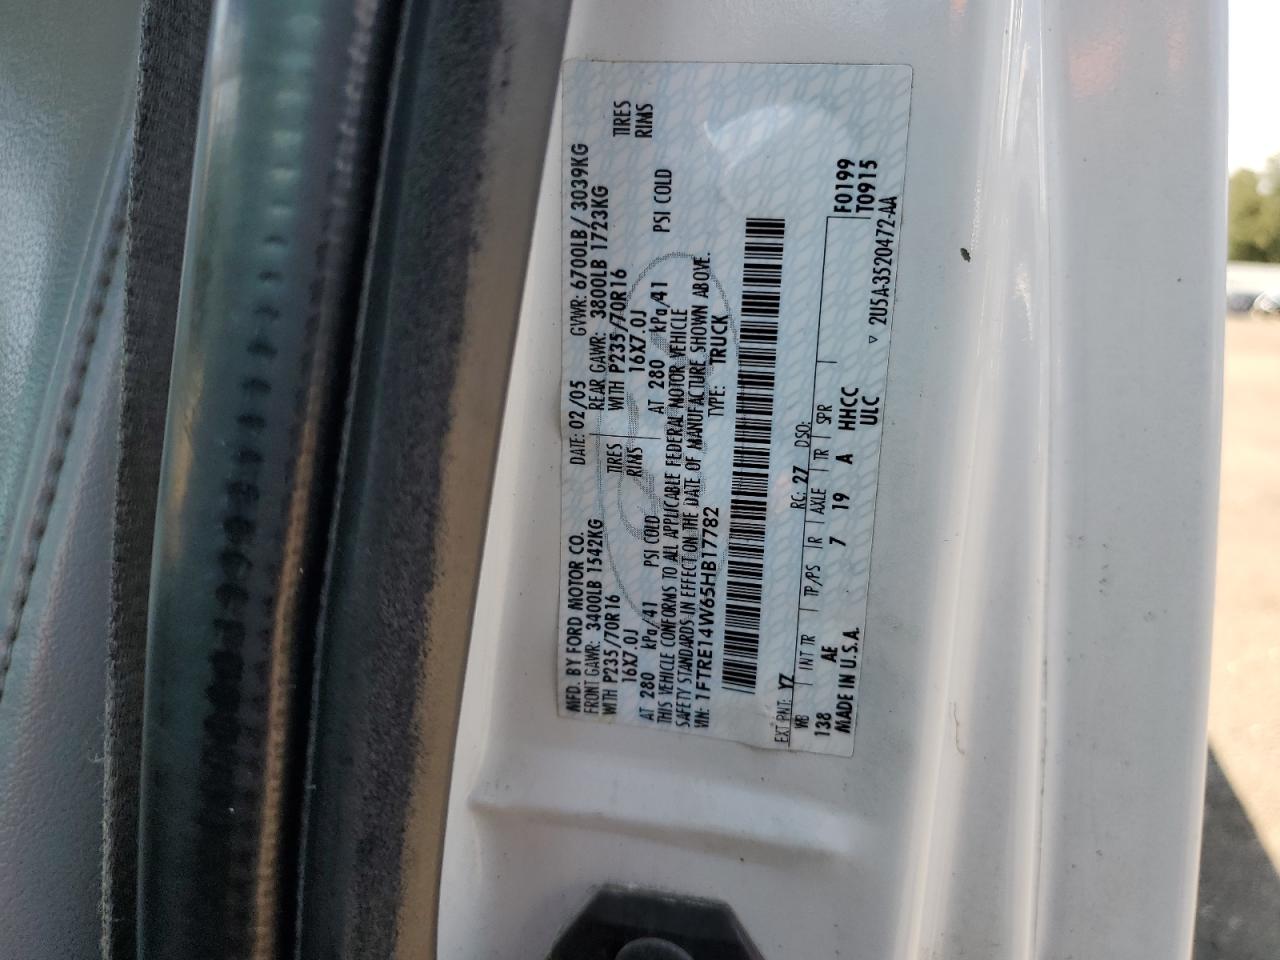 MFD. BY FORD MOTOR CO.
DATE: 02/05 GVWR: 6700LB / 3039KG
FRONT GAWR: 3400LB 1542KG REAR GAWR: 3800LB 1723KG
WITH P235/70R16 TIRES WITH P235/70R16 TIRES
16X7.0J RIMS 16X7.0J RIMS
AT 280 kPa/41 PSI COLD AT 280 kPa/41 PSI COLD
THIS VEHICLE CONFORMS TO ALL APPLICABLE FEDERAL MOTOR VEHICLE
SAFETY STANDARDS IN EFFECT ON THE DATE OF MANUFACTURE SHOWN ABOVE.
VIN: 1FTRE14W65HB17782 TYPE: TRUCK
EXT PNT: YZ RC: 27 DSO:
WB INT TR TP/PS R AXLE TR SPR F0199
138 AE 7 19 A HHCC T0915
MADE IN U.S.A. ULC
▽ 2U5A-3520472-AA